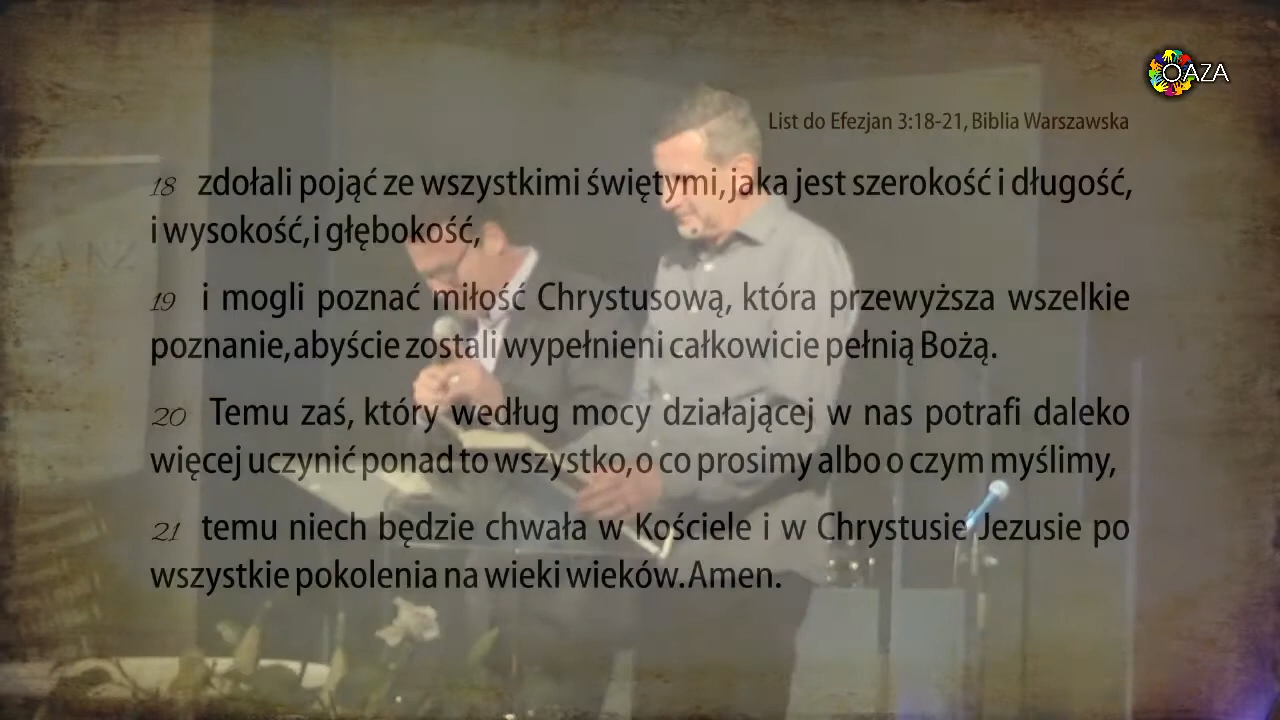 OAZA
List do Efezjan 3:18-21, Biblia Warszawska
18 zdołali pojąć ze wszystkimi świętymi, jaka jest szerokość i długość,
i wysokość, i głębokość,
19 i mogli poznać miłość Chrystusową, która przewyższa wszelkie
poznanie, abyście zostali wypełnieni całkowicie pełnią Bożą.
20 Temu zaś, który według mocy działającej w nas potrafi daleko
więcej uczynić ponad to wszystko, o co prosimy albo o czym myślimy,
21 temu niech będzie chwała w Kościele i w Chrystusie Jezusie po
wszystkie pokolenia na wieki wieków. Amen.